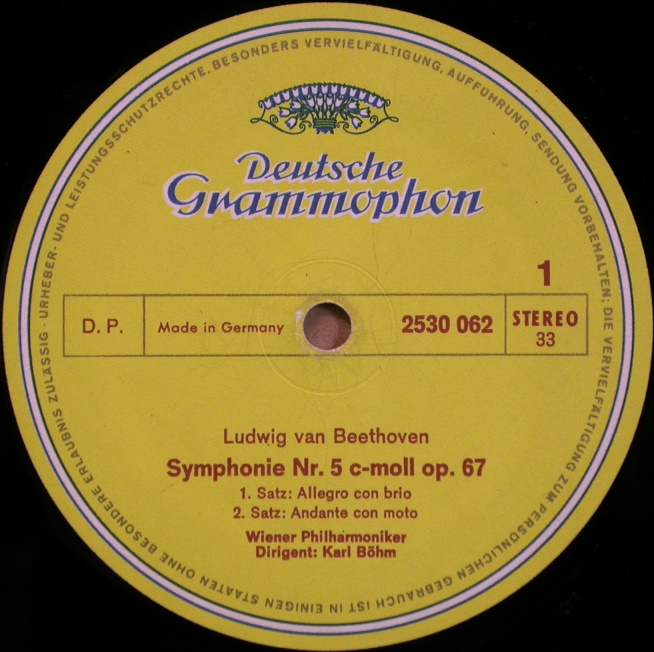 URHEBER- UND LEISTUNGSSCHUTZRECHTE, BESONDERS VERVIELFÄLTIGUNG, AUFFÜHRUNG, SENDUNG VORBEHALTEN; DIE VERVIELFÄLTIGUNG ZUM PERSÖNLICHEN GEBRAUCH IST IN EINIGEN STAATEN OHNE BESONDERE ERLAUBNIS ZULÄSSIG ·
Deutsche
Grammophon
1
D. P.
Made in Germany
2530 062
STEREO
33
Ludwig van Beethoven
Symphonie Nr. 5 c-moll op. 67
1. Satz: Allegro con brio
2. Satz: Andante con moto
Wiener Philharmoniker
Dirigent: Karl Böhm